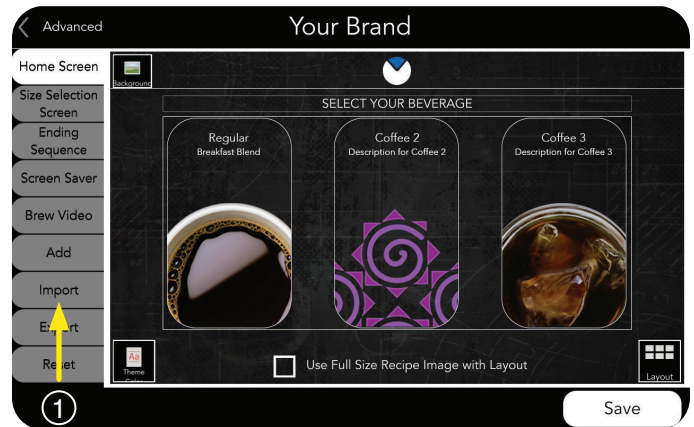 Advanced
Your Brand
Home Screen
Size Selection
Screen
Ending
Sequence
Screen Saver
Brew Video
Add
Import
Export
Reset
Background
SELECT YOUR BEVERAGE
Regular
Breakfast Blend
Coffee 2
Description for Coffee 2
Coffee 3
Description for Coffee 3
Aa
Theme
Color
Use Full Size Recipe Image with Layout
Layout
1
Save